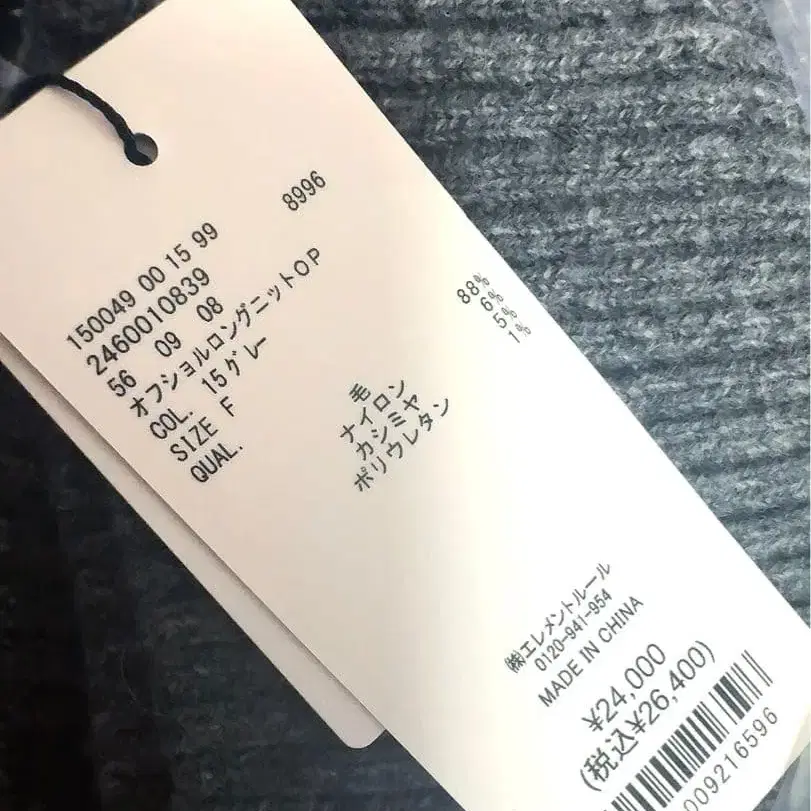 150049 00 15 99 8996
2460010839
56 09 08
オフショルロングニットOP
COL. 15グレー
SIZE F
QUAL.
毛 88%
ナイロン 6%
カシミヤ 5%
ポリウレタン 1%
㈱エレメントルール
0120-941-954
MADE IN CHINA
¥24,000
(税込¥26,400)
009216596